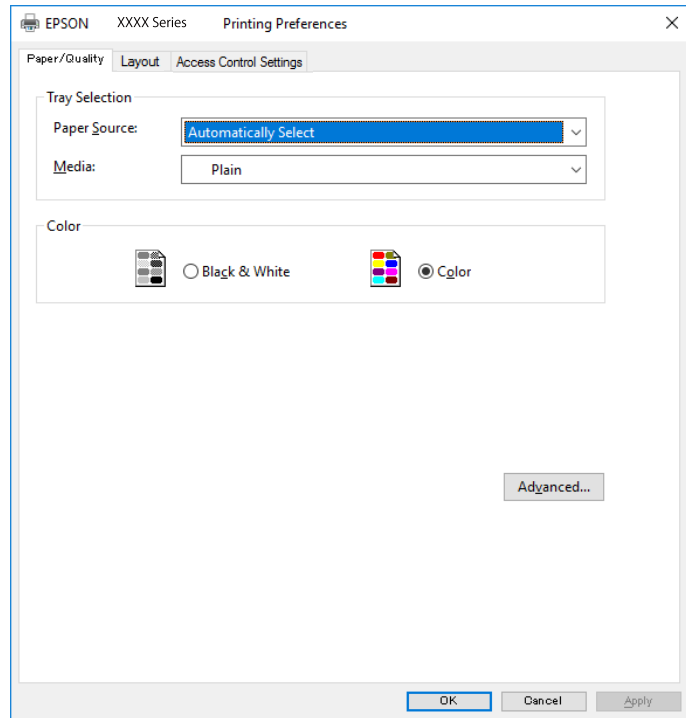 EPSON XXXX Series Printing Preferences
Paper/Quality Layout Access Control Settings
Tray Selection
Paper Source: Automatically Select
Media: Plain
Color
Black & White Color
Advanced...
OK Cancel Apply